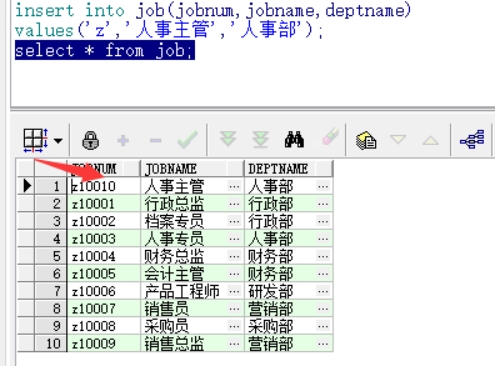 insert into job(jobnum,jobname,deptname)
values('z','人事主管','人事部');
select * from job;
JOBNUM JOBNAME DEPTNAME
1 z10010 人事主管 ... 人事部 ...
2 z10001 行政总监 ... 行政部 ...
3 z10002 档案专员 ... 行政部 ...
4 z10003 人事专员 ... 人事部 ...
5 z10004 财务总监 ... 财务部 ...
6 z10005 会计主管 ... 财务部 ...
7 z10006 产品工程师 ... 研发部 ...
8 z10007 销售员 ... 营销部 ...
9 z10008 采购员 ... 采购部 ...
10 z10009 销售总监 ... 营销部 ...